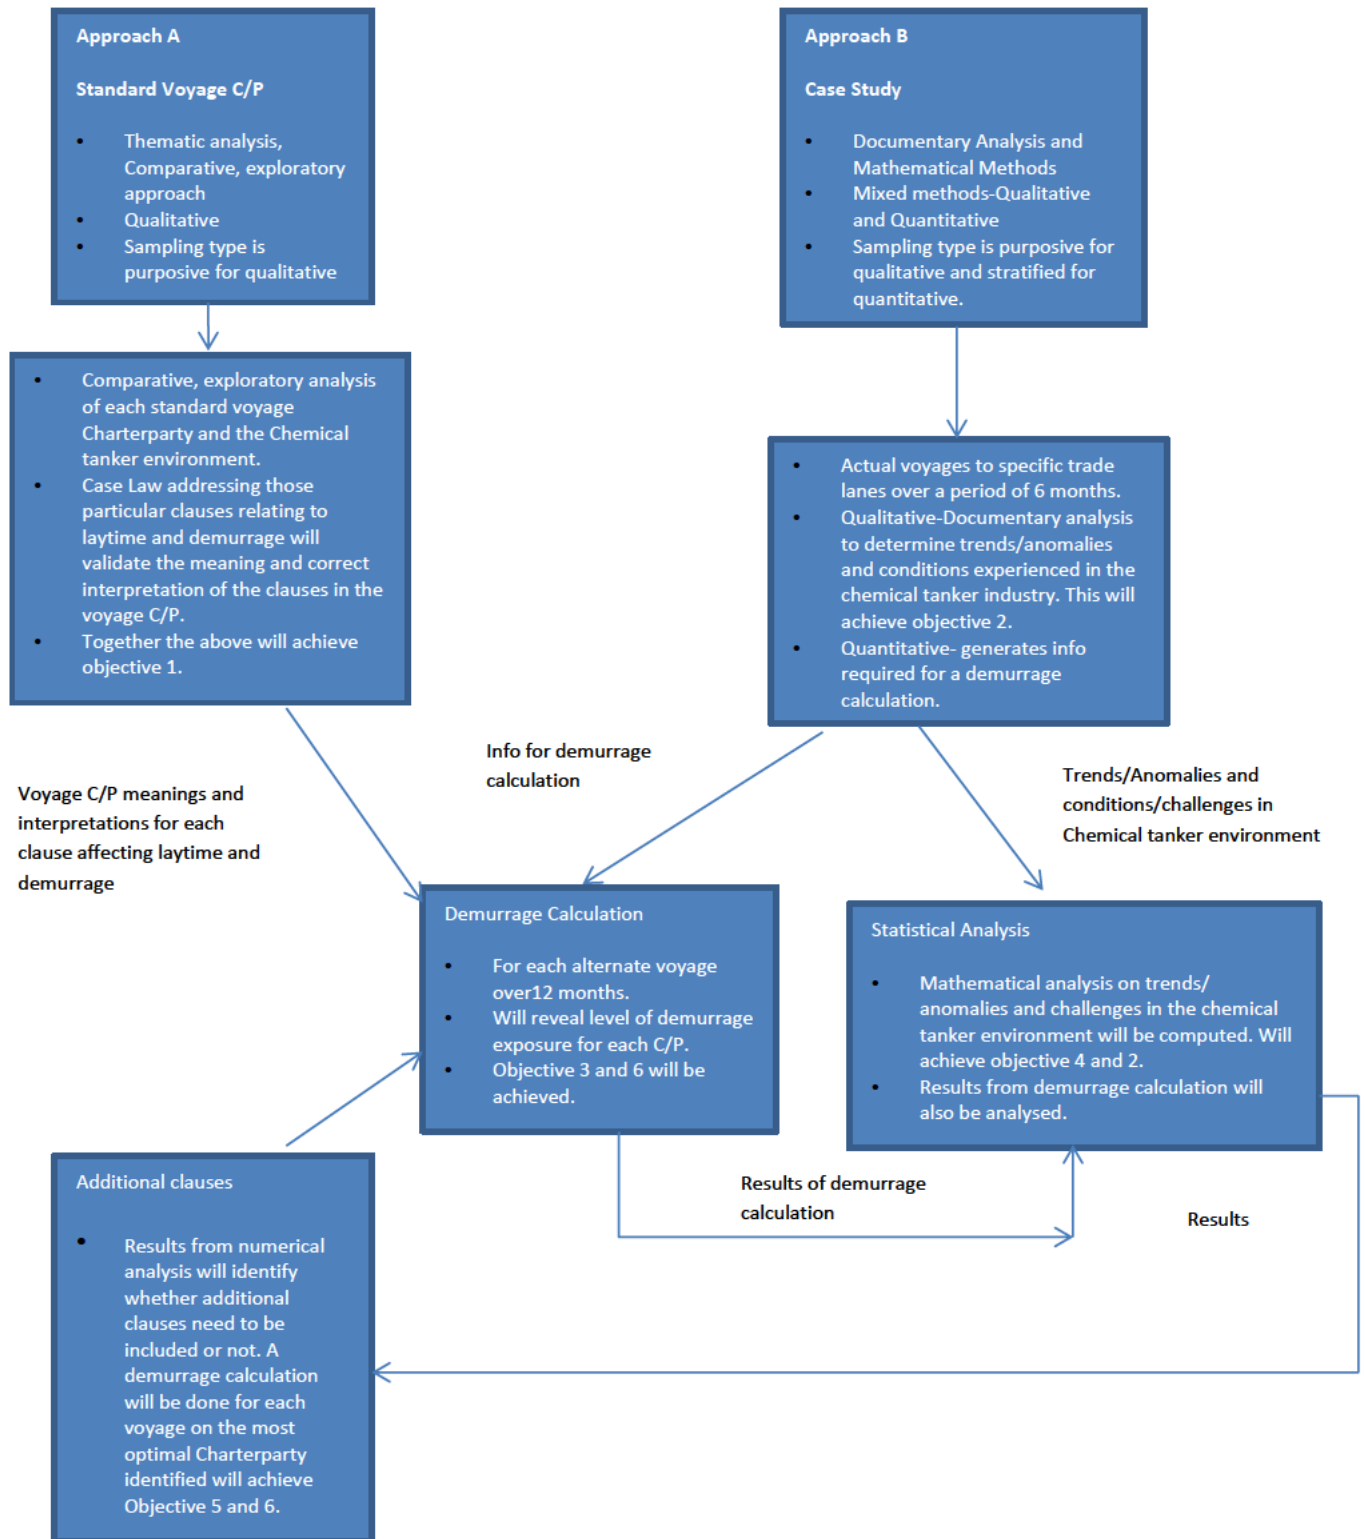 Approach A
Standard Voyage C/P
• Thematic analysis,
Comparative, exploratory
approach
• Qualitative
• Sampling type is
purposive for qualitative
Approach B
Case Study
• Documentary Analysis and
Mathematical Methods
• Mixed methods-Qualitative
and Quantitative
• Sampling type is purposive for
qualitative and stratified for
quantitative.
• Comparative, exploratory analysis
of each standard voyage
Charterparty and the Chemical
tanker environment.
• Case Law addressing those
particular clauses relating to
laytime and demurrage will
validate the meaning and correct
interpretation of the clauses in the
voyage C/P.
• Together the above will achieve
objective 1.
• Actual voyages to specific trade
lanes over a period of 6 months.
• Qualitative-Documentary analysis
to determine trends/anomalies
and conditions experienced in the
chemical tanker industry. This will
achieve objective 2.
• Quantitative- generates info
required for a demurrage
calculation.
Voyage C/P meanings and
interpretations for each
clause affecting laytime and
demurrage
Info for demurrage
calculation
Trends/Anomalies and
conditions/challenges in
Chemical tanker environment
Demurrage Calculation
• For each alternate voyage
over12 months.
• Will reveal level of demurrage
exposure for each C/P.
• Objective 3 and 6 will be
achieved.
Statistical Analysis
• Mathematical analysis on trends/
anomalies and challenges in the chemical
tanker environment will be computed. Will
achieve objective 4 and 2.
• Results from demurrage calculation will
also be analysed.
Results of demurrage
calculation
Results
Additional clauses
• Results from numerical
analysis will identify
whether additional
clauses need to be
included or not. A
demurrage calculation
will be done for each
voyage on the most
optimal Charterparty
identified will achieve
Objective 5 and 6.